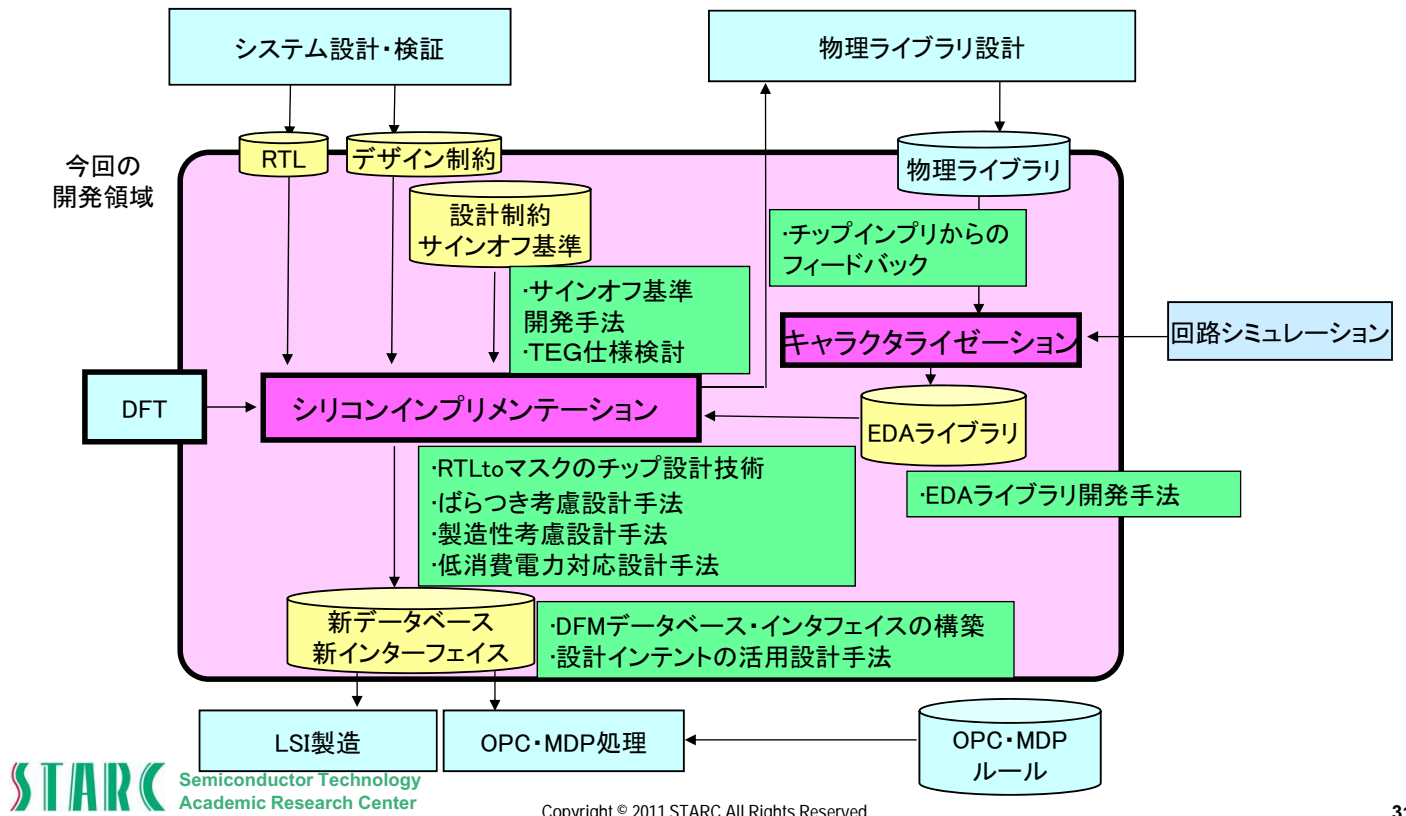 システム設計・検証
物理ライブラリ設計
今回の
開発領域
RTL
デザイン制約
物理ライブラリ
設計制約
サインオフ基準
・チップインプリからの
フィードバック
・サインオフ基準
開発手法
・TEG仕様検討
キャラクタライゼーション
回路シミュレーション
DFT
シリコンインプリメンテーション
EDAライブラリ
・RTLtoマスクのチップ設計技術
・ばらつき考慮設計手法
・製造性考慮設計手法
・低消費電力対応設計手法
・EDAライブラリ開発手法
新データベース
新インターフェイス
・DFMデータベース・インタフェイスの構築
・設計インテントの活用設計手法
LSI製造
OPC・MDP処理
OPC・MDP
ルール
STARC
Semiconductor Technology
Academic Research Center
Copyright © 2011 STARC All Rights Reserved
31